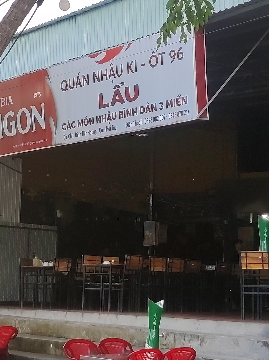 BIA
GON
QUÁN NHẬU KI - ỐT 96
LẨU
CÁC MÓN NHẬU BÌNH DÂN 3 MIỀN